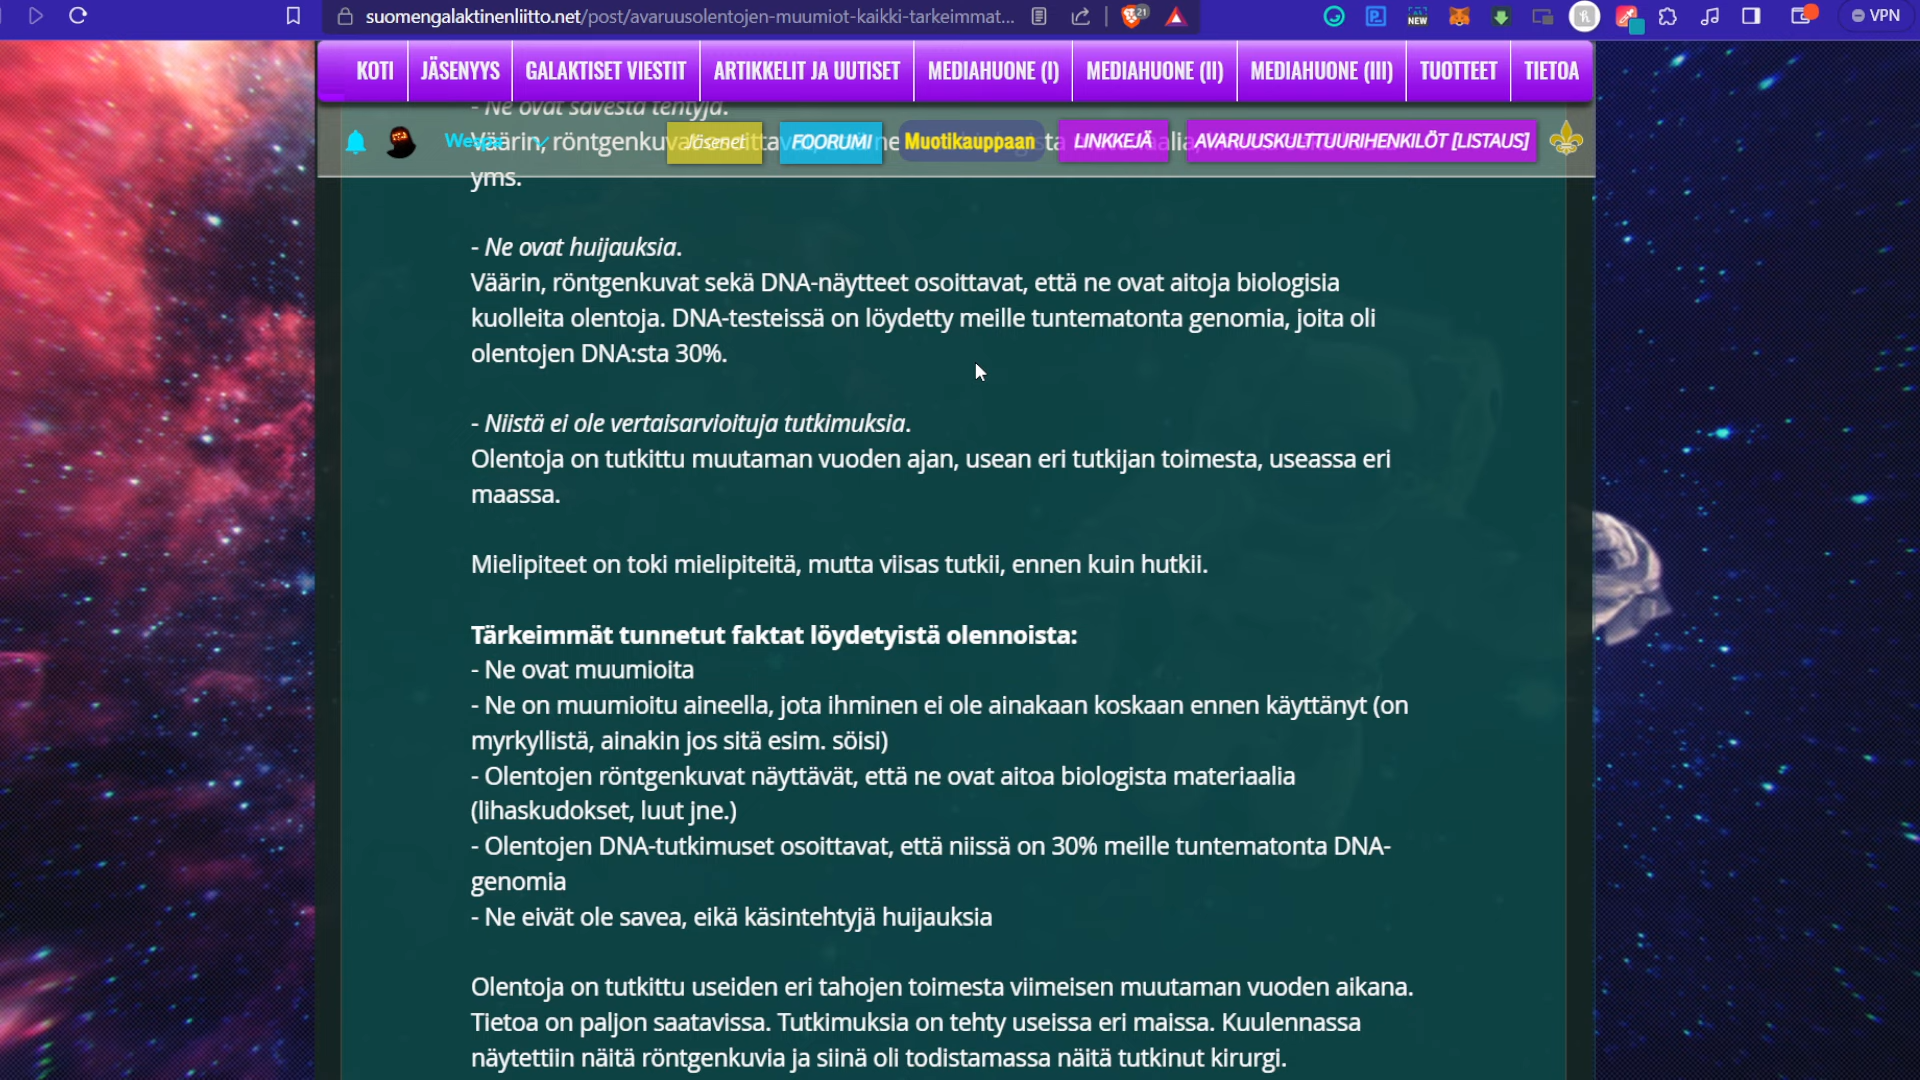 suomengalaktinenliitto.net/post/avaruusolentojen-muumiot-kaikki-tarkeimmat...
21
NEW
VPN
KOTI
JÄSENYYS
GALAKTISET VIESTIT
ARTIKKELIT JA UUTISET
MEDIAHUONE (I)
MEDIAHUONE (II)
MEDIAHUONE (III)
TUOTTEET
TIETOA
- Ne ovat savesta tehtyjä.
Jäsenet
FOORUMI
Muotikauppaan
LINKKEJÄ
AVARUUSKULTTUURIHENKILÖT [LISTAUS]
Väärin, röntgenkuvat
yms.
- Ne ovat huijauksia.
Väärin, röntgenkuvat sekä DNA-näytteet osoittavat, että ne ovat aitoja biologisia
kuolleita olentoja. DNA-testeissä on löydetty meille tuntematonta genomia, joita oli
olentojen DNA:sta 30%.
- Niistä ei ole vertaisarvioituja tutkimuksia.
Olentoja on tutkittu muutaman vuoden ajan, usean eri tutkijan toimesta, useassa eri
maassa.
Mielipiteet on toki mielipiteitä, mutta viisas tutkii, ennen kuin hutkii.
Tärkeimmät tunnetut faktat löydetyistä olennoista:
- Ne ovat muumioita
- Ne on muumioitu aineella, jota ihminen ei ole ainakaan koskaan ennen käyttänyt (on
myrkyllistä, ainakin jos sitä esim. söisi)
- Olentojen röntgenkuvat näyttävät, että ne ovat aitoa biologista materiaalia
(lihaskudokset, luut jne.)
- Olentojen DNA-tutkimuset osoittavat, että niissä on 30% meille tuntematonta DNA-
genomia
- Ne eivät ole savea, eikä käsintehtyjä huijauksia
Olentoja on tutkittu useiden eri tahojen toimesta viimeisen muutaman vuoden aikana.
Tietoa on paljon saatavissa. Tutkimuksia on tehty useissa eri maissa. Kuulennassa
näytettiin näitä röntgenkuvia ja siinä oli todistamassa näitä tutkinut kirurgi.